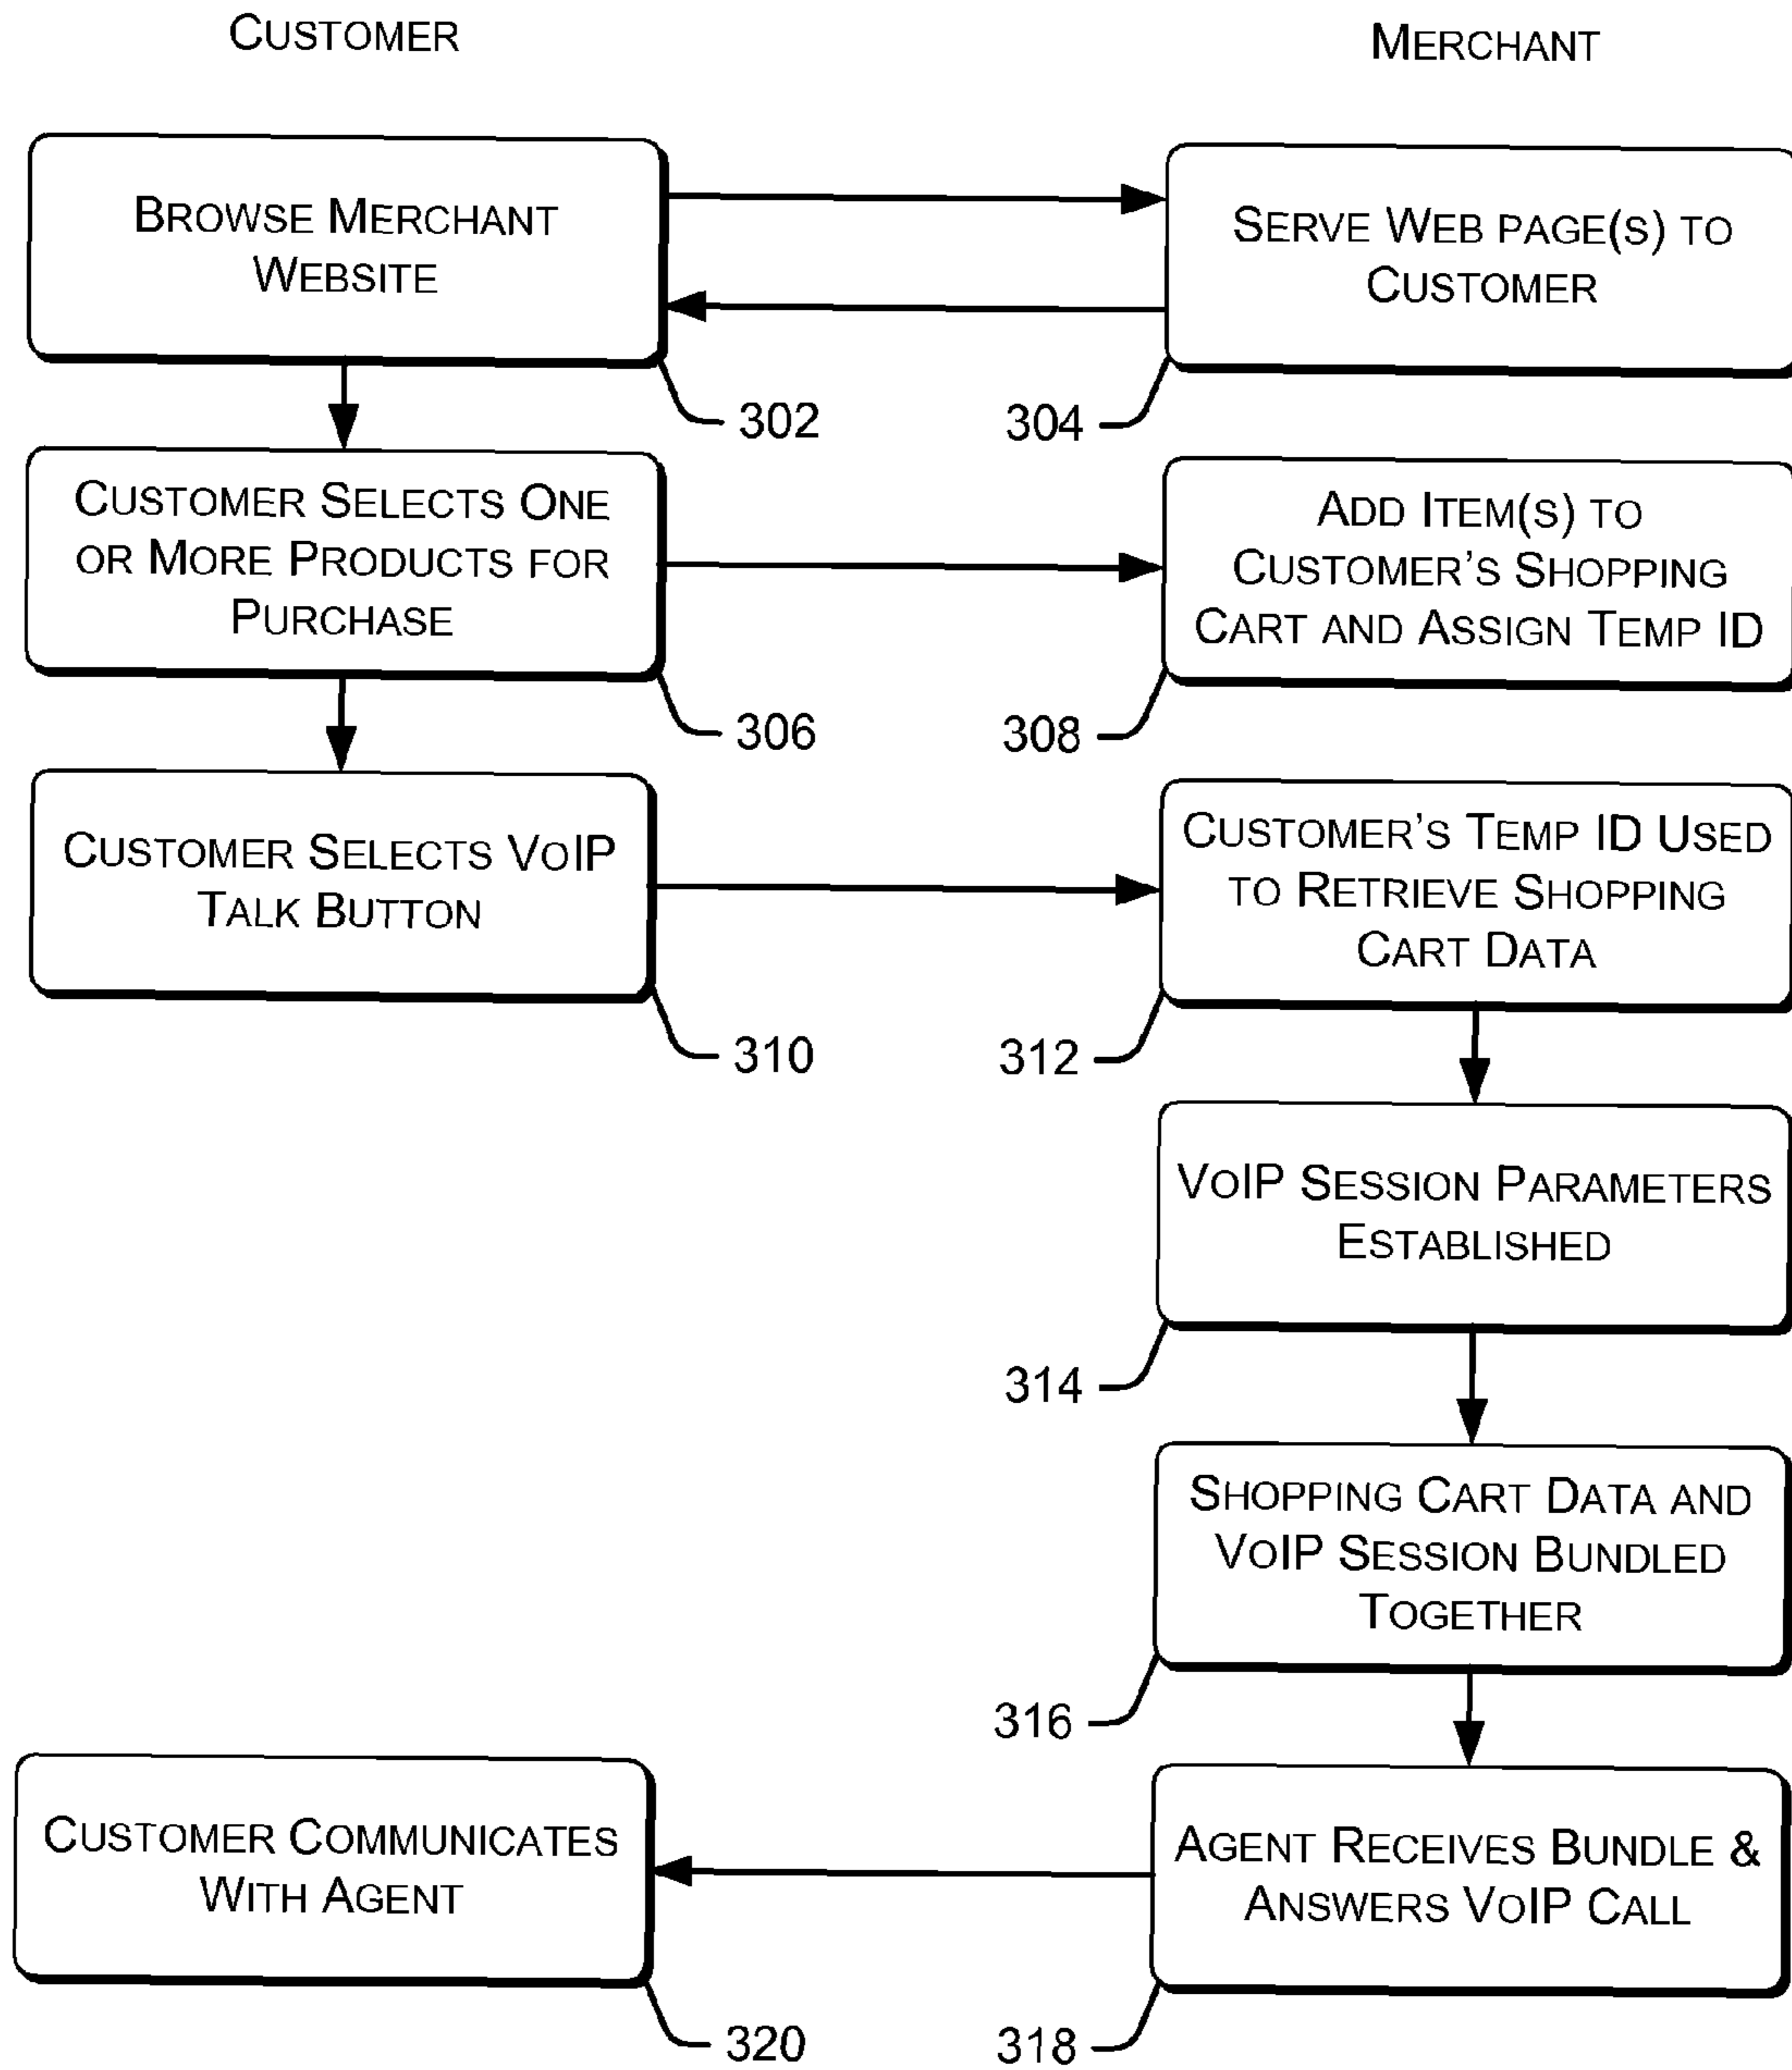 CUSTOMER
MERCHANT
BROWSE MERCHANT
WEBSITE
SERVE WEB PAGE(S) TO
CUSTOMER
302
304
CUSTOMER SELECTS ONE
OR MORE PRODUCTS FOR
PURCHASE
ADD ITEM(S) TO
CUSTOMER'S SHOPPING
CART AND ASSIGN TEMP ID
306
308
CUSTOMER SELECTS VOIP
TALK BUTTON
CUSTOMER'S TEMP ID USED
TO RETRIEVE SHOPPING
CART DATA
310
312
VOIP SESSION PARAMETERS
ESTABLISHED
314
SHOPPING CART DATA AND
VOIP SESSION BUNDLED
TOGETHER
316
CUSTOMER COMMUNICATES
WITH AGENT
AGENT RECEIVES BUNDLE &
ANSWERS VOIP CALL
320
318